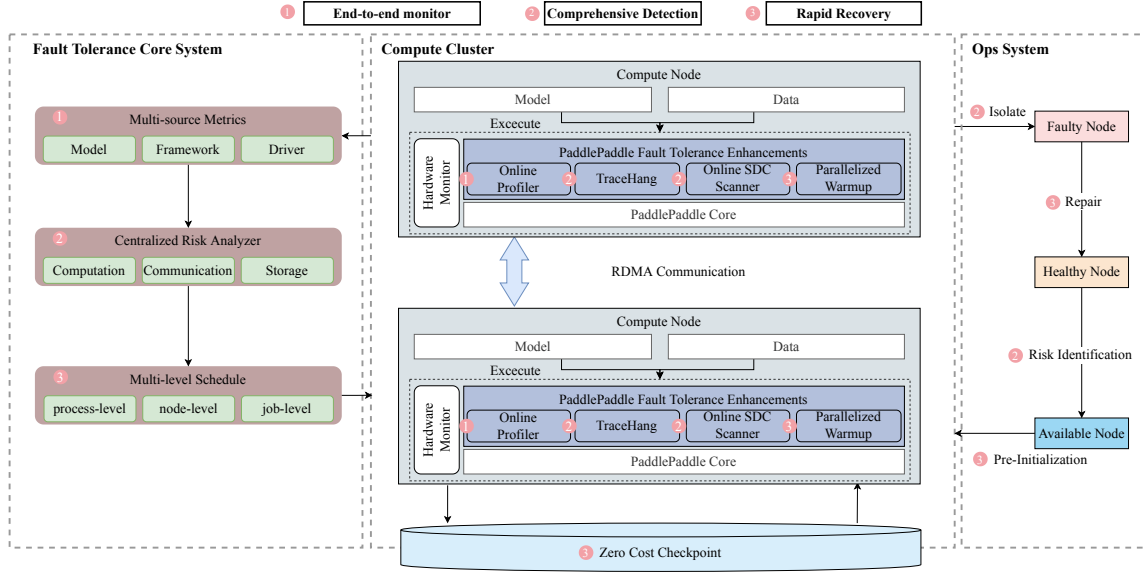 1 End-to-end monitor
2 Comprehensive Detection
3 Rapid Recovery
Fault Tolerance Core System
1
Multi-source Metrics
Model Framework Driver
2
Centralized Risk Analyzer
Computation Communication Storage
3
Multi-level Schedule
process-level node-level job-level
Compute Cluster
Compute Node
Model Data
Excecute
Hardware
Monitor
PaddlePaddle Fault Tolerance Enhancements
1 Online
Profiler
2 TraceHang
2 Online SDC
Scanner
3 Parallelized
Warmup
PaddlePaddle Core
RDMA Communication
Compute Node
Model Data
Excecute
Hardware
Monitor
PaddlePaddle Fault Tolerance Enhancements
1 Online
Profiler
2 TraceHang
2 Online SDC
Scanner
3 Parallelized
Warmup
PaddlePaddle Core
3 Zero Cost Checkpoint
Ops System
2 Isolate
Faulty Node
3 Repair
Healthy Node
2 Risk Identification
Available Node
3 Pre-Initialization